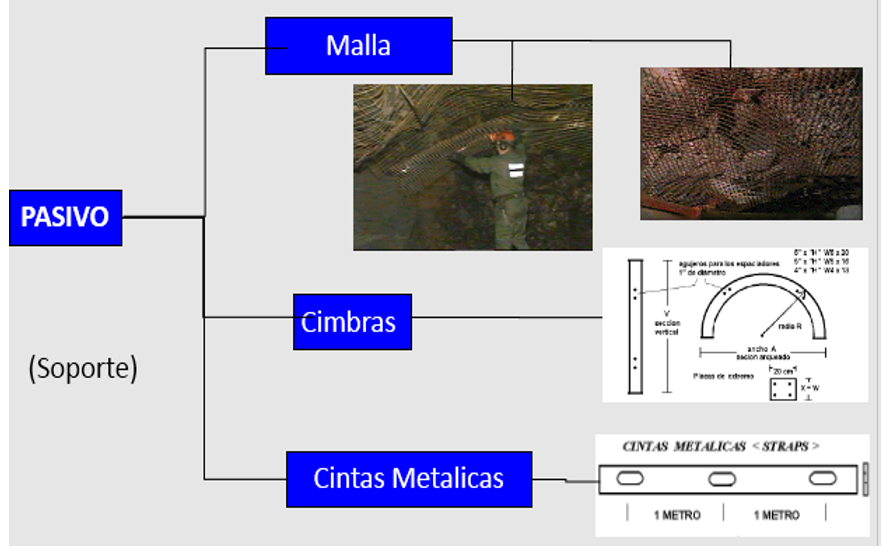 Malla
PASIVO
(Soporte)
Cimbras
6" x "H" W6 x 20
5" x "H" W5 x 16
4" x "H" W4 x 13
agujeros para los espaciadores
1" de diámetro
V
seccion
vertical
radio R
ancho A
secion arqueado
Placas de extremo
20 cm
X = W
Cintas Metalicas
CINTAS METALICAS < STRAPS >
1 METRO
1 METRO